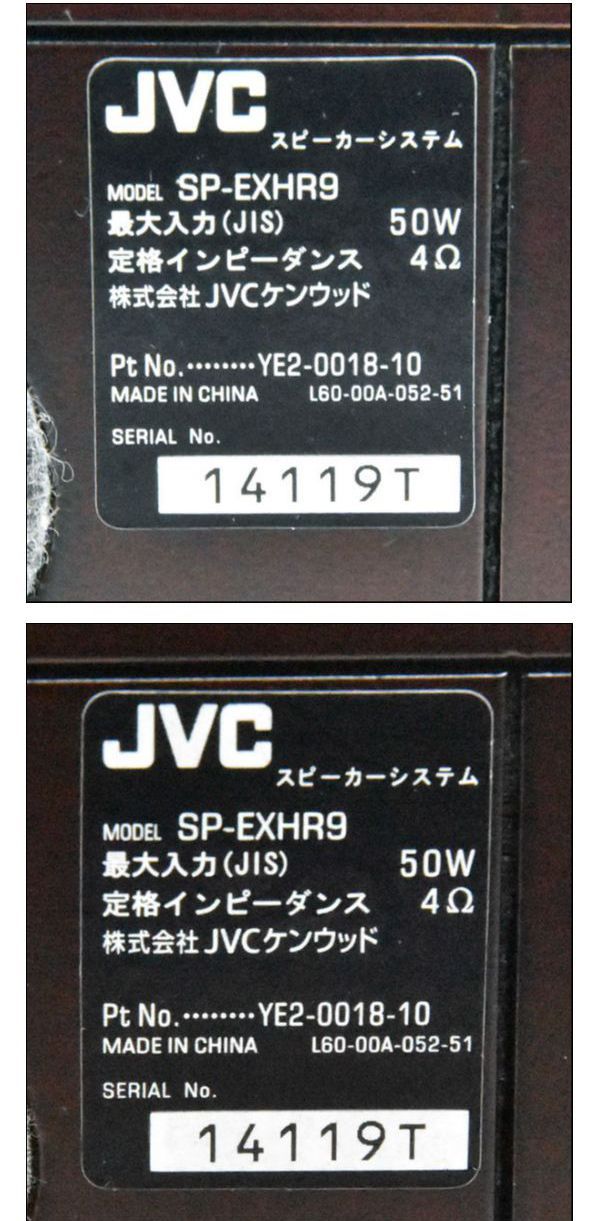 JVC
スピーカーシステム
MODEL SP-EXHR9
最大入力(JIS) 50W
定格インピーダンス 4Ω
株式会社JVCケンウッド
Pt No.········YE2-0018-10
MADE IN CHINA L60-00A-052-51
SERIAL No.
14119T
JVC
スピーカーシステム
MODEL SP-EXHR9
最大入力(JIS) 50W
定格インピーダンス 4Ω
株式会社JVCケンウッド
Pt No.········YE2-0018-10
MADE IN CHINA L60-00A-052-51
SERIAL No.
14119T